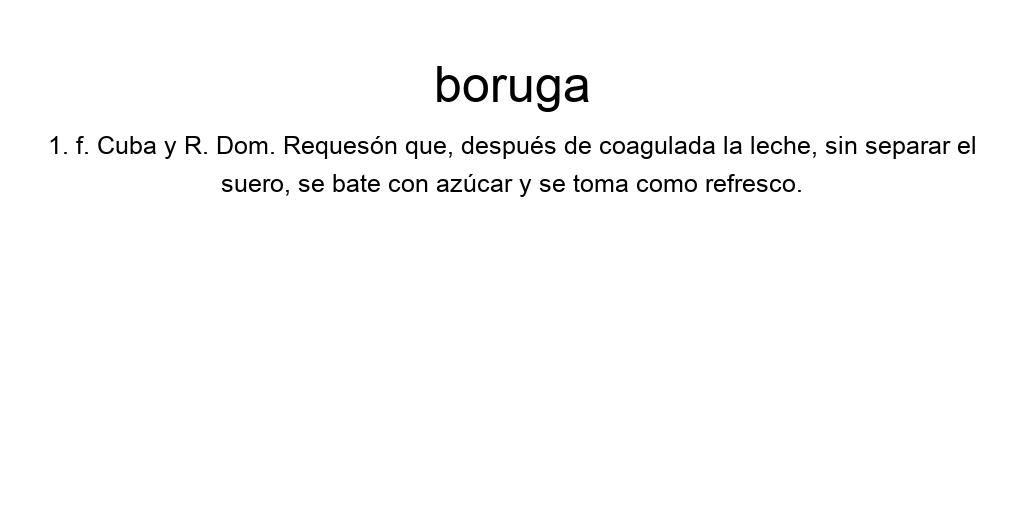 boruga
1. f. Cuba y R. Dom. Requesón que, después de coagulada la leche, sin separar el
suero, se bate con azúcar y se toma como refresco.